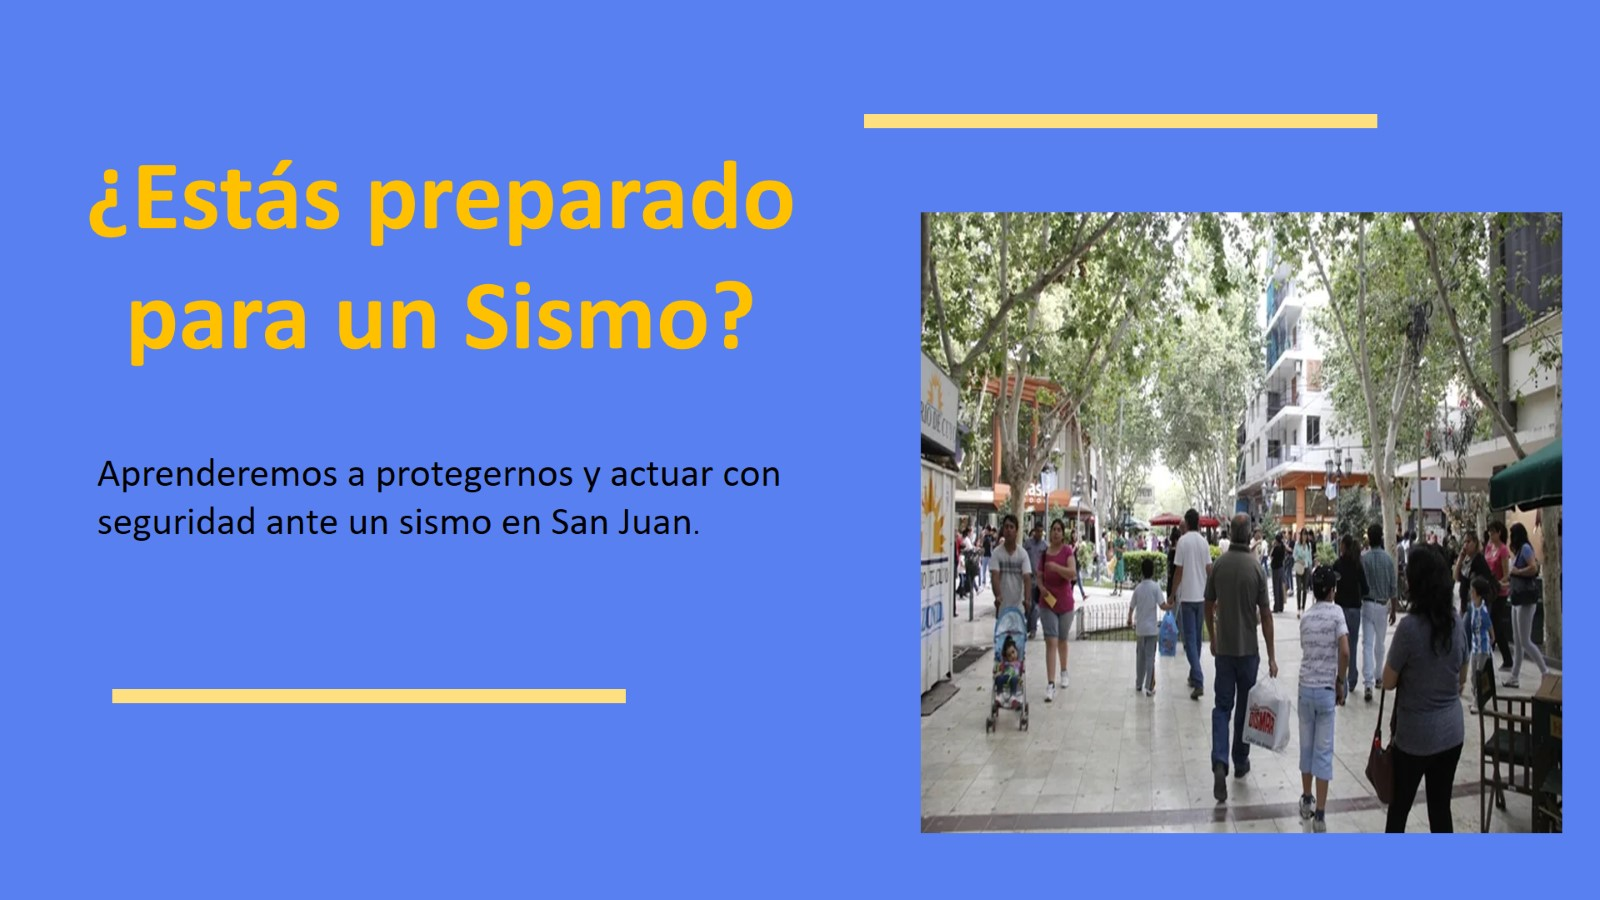 ¿Estás preparado
para un Sismo?
Aprenderemos a protegernos y actuar con
seguridad ante un sismo en San Juan.